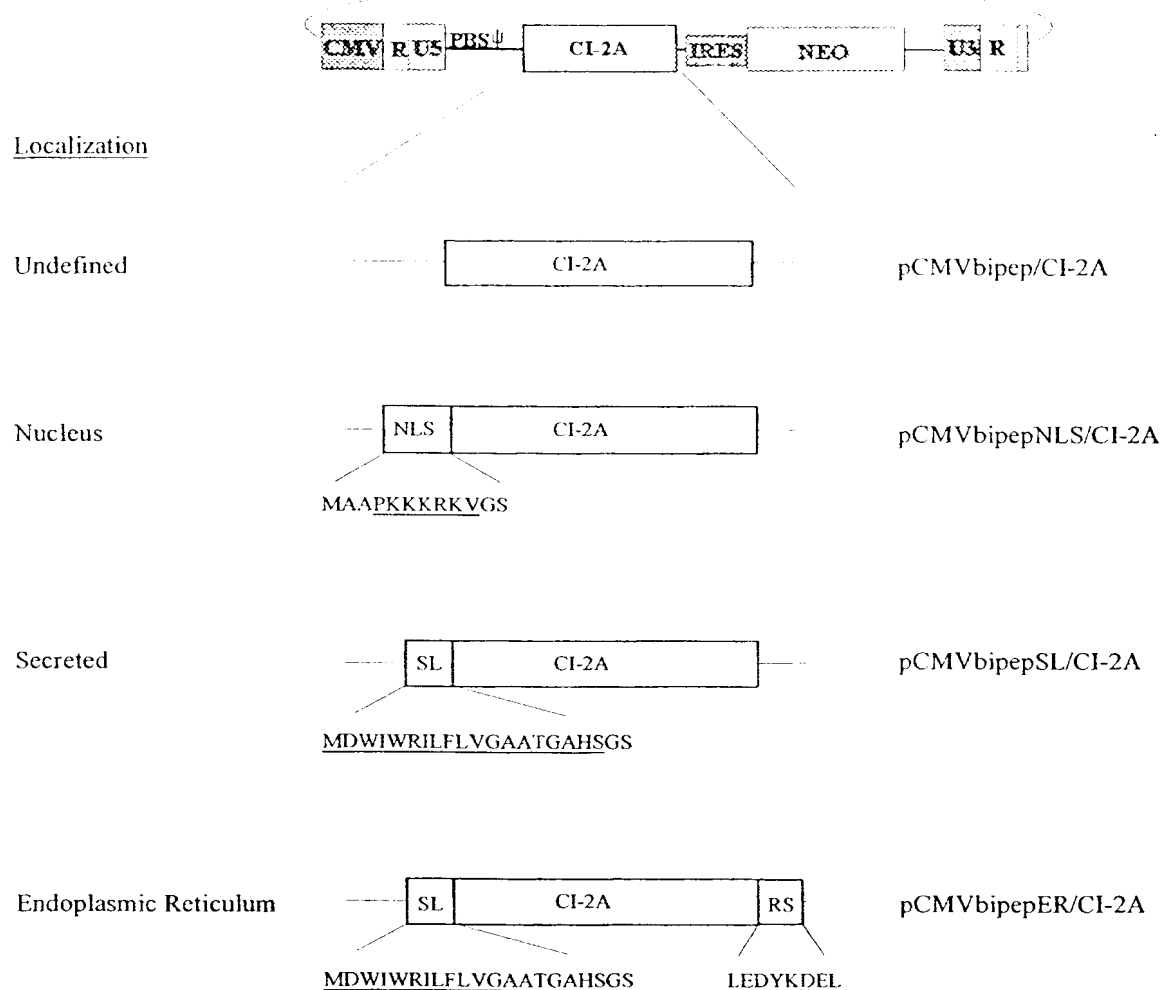 CMV R U5 PBS ψ CI-2A IRES NEO U3 R
Localization
Undefined CI-2A pCMVbipep/CI-2A
Nucleus NLS CI-2A pCMVbipepNLS/CI-2A
MAAPKKKRKVGS
Secreted SL CI-2A pCMVbipepSL/CI-2A
MDWIWRILFLVGAATGAHSGS
Endoplasmic Reticulum SL CI-2A RS pCMVbipepER/CI-2A
MDWIWRILFLVGAATGAHSGS LEDYKDEL